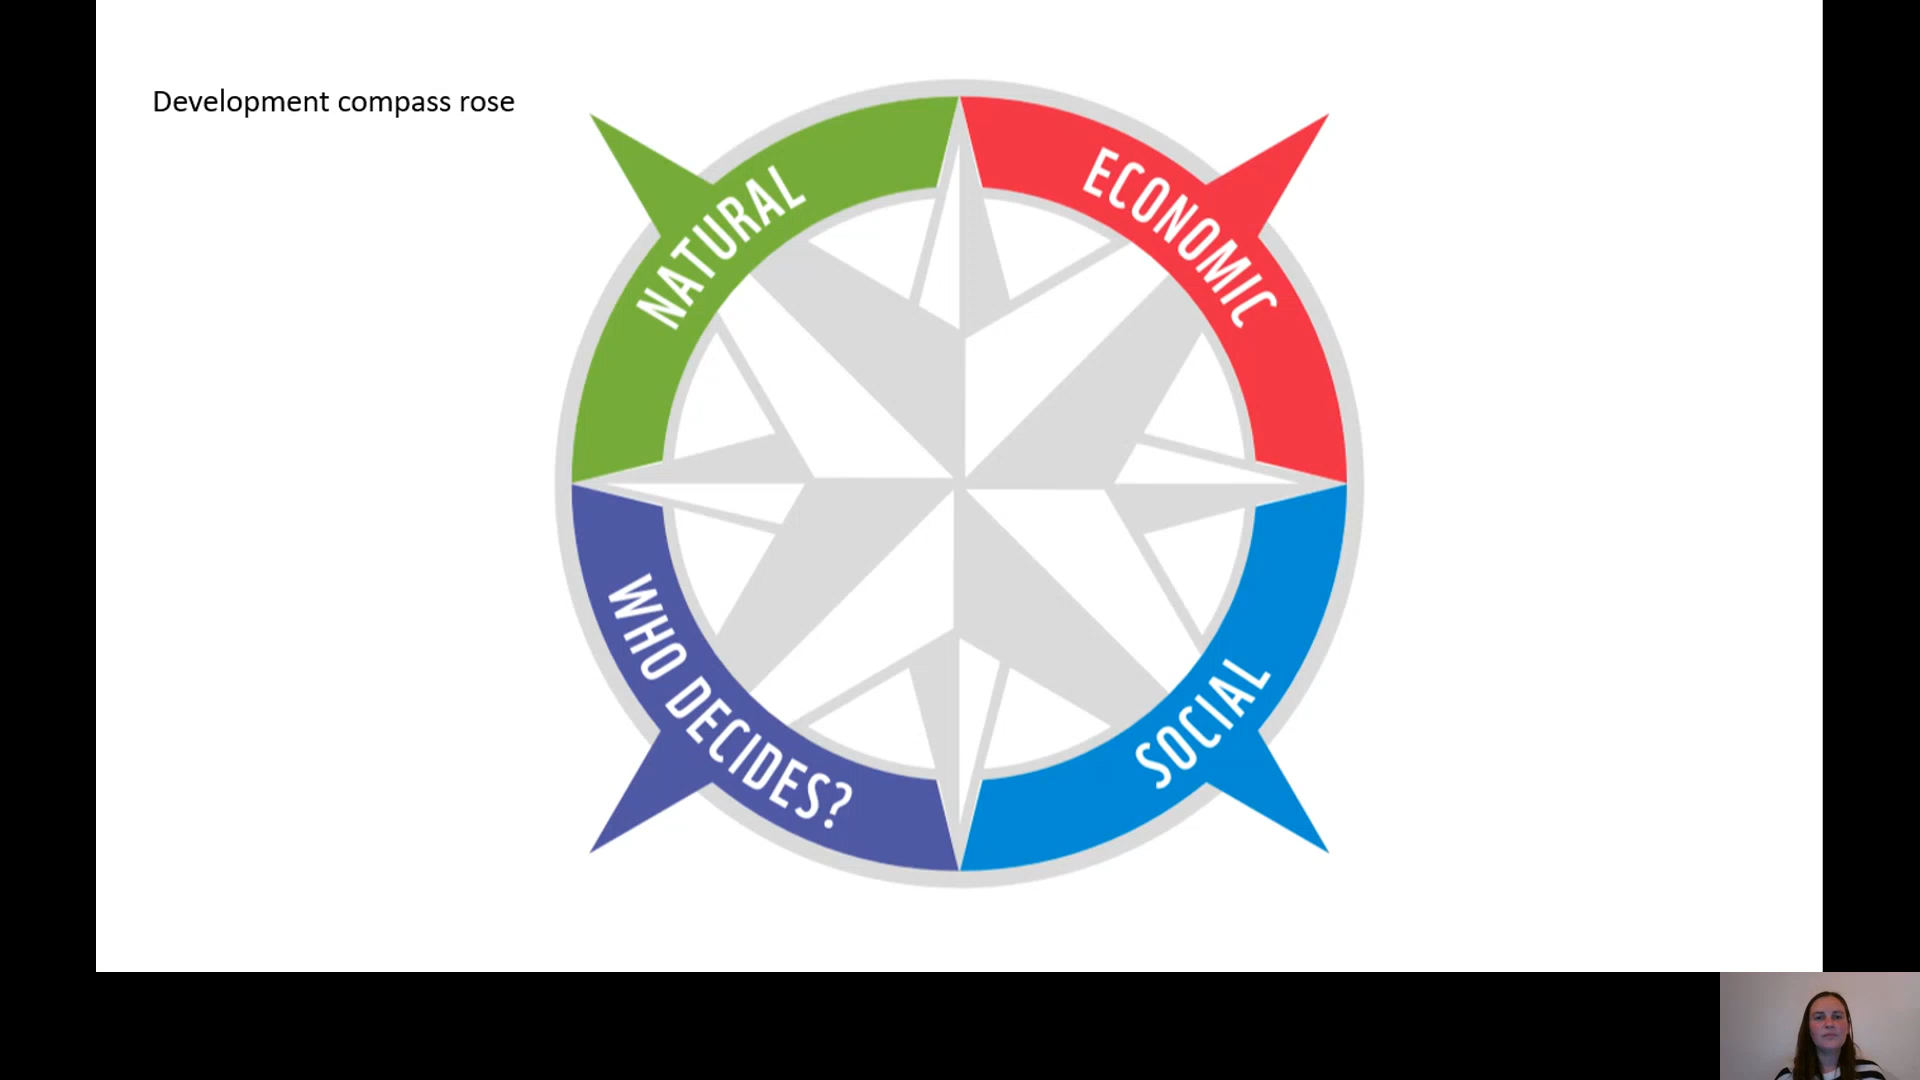 Development compass rose
NATURAL
ECONOMIC
WHO DECIDES?
SOCIAL